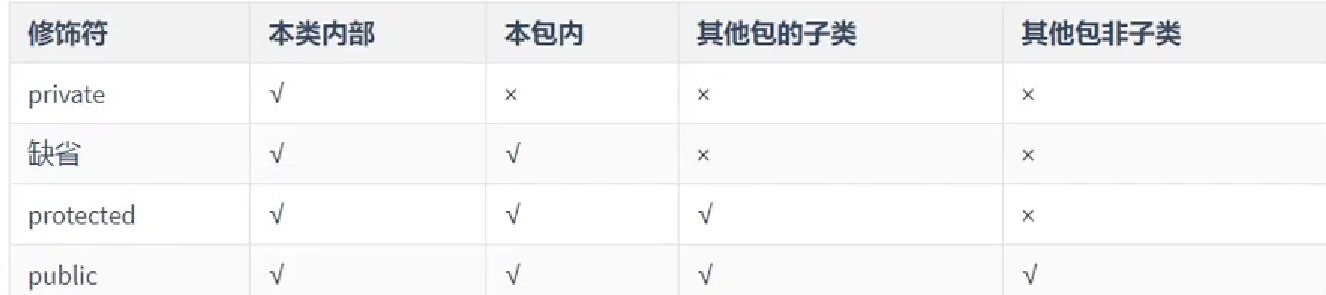 修饰符 本类内部 本包内 其他包的子类 其他包非子类
private √ × × ×
缺省 √ √ × ×
protected √ √ √ ×
public √ √ √ √